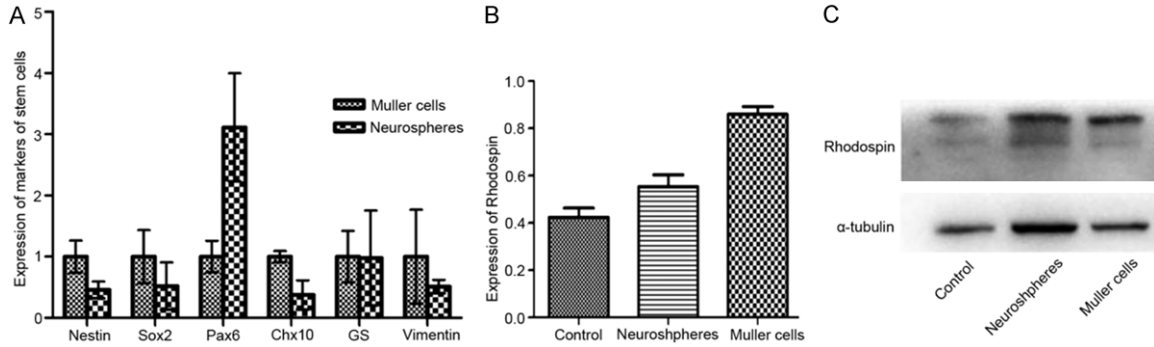 A
Expression of markers of stem cells
5
4
3
2
1
0
Muller cells
Neurospheres
Nestin
Sox2
Pax6
Chx10
GS
Vimentin
B
Expression of Rhodospin
1.0
0.8
0.6
0.4
0.2
0.0
Control
Neuroshpheres
Muller cells
C
Rhodospin
α-tubulin
Control
Neuroshpheres
Muller cells